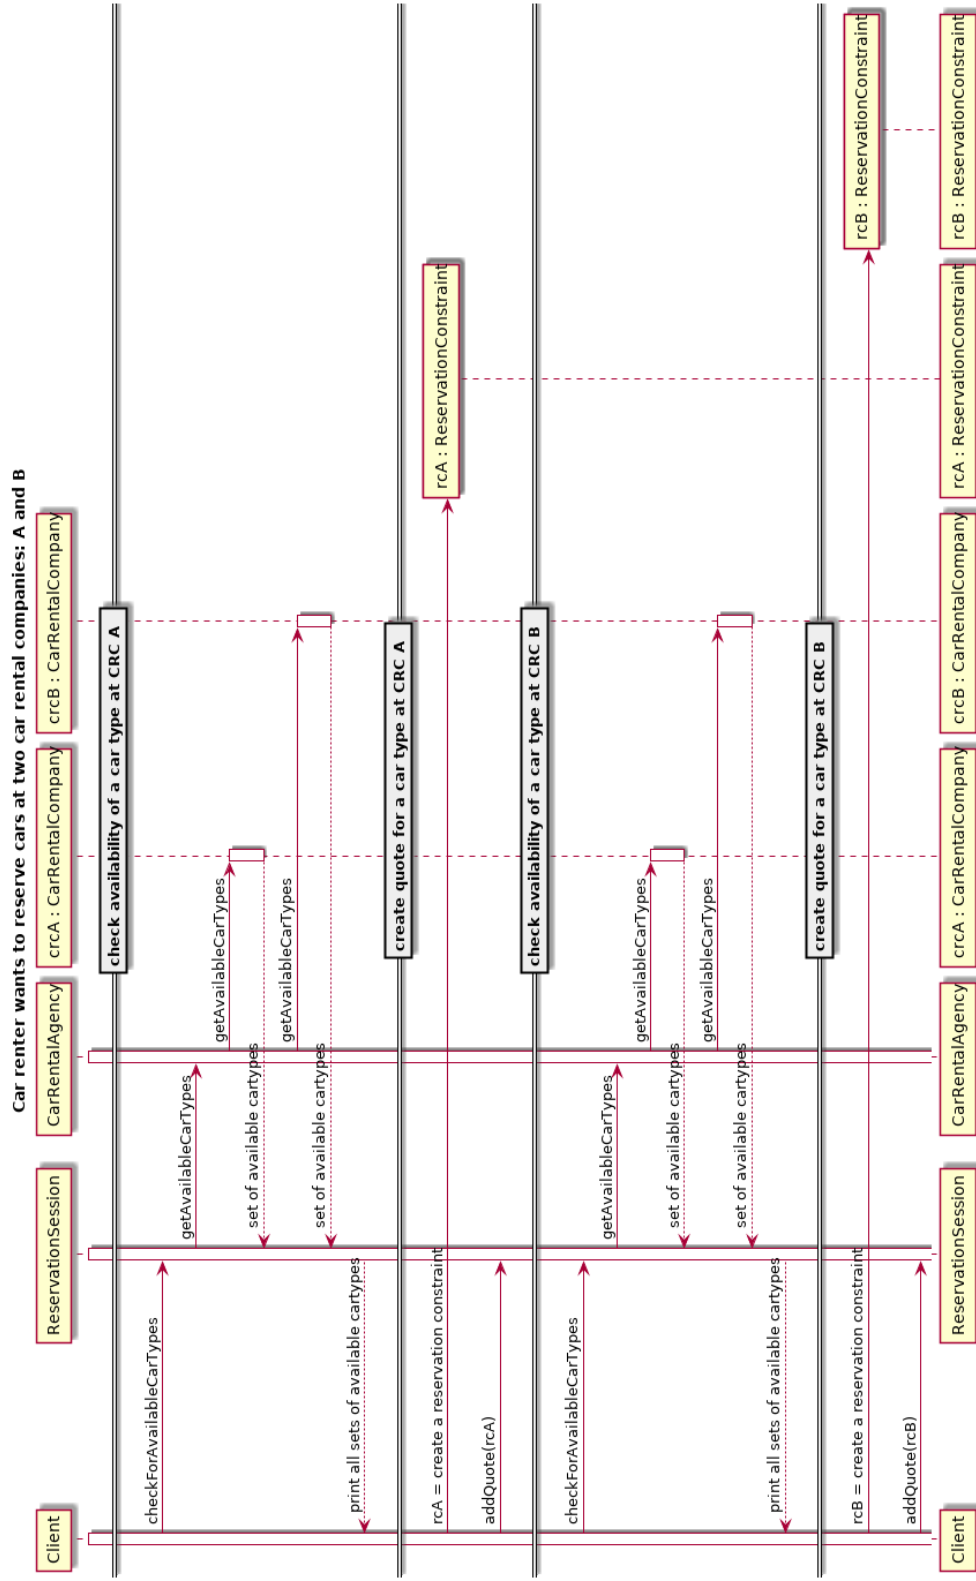 Car renter wants to reserve cars at two car rental companies: A and B
Client
ReservationSession
CarRentalAgency
crcA : CarRentalCompany
crcB : CarRentalCompany
check availability of a car type at CRC A
checkForAvailableCarTypes
getAvailableCarTypes
getAvailableCarTypes
set of available cartypes
getAvailableCarTypes
set of available cartypes
print all sets of available cartypes
create quote for a car type at CRC A
rcA = create a reservation constraint
rcA : ReservationConstraint
addQuote(rcA)
check availability of a car type at CRC B
checkForAvailableCarTypes
getAvailableCarTypes
getAvailableCarTypes
set of available cartypes
getAvailableCarTypes
set of available cartypes
print all sets of available cartypes
create quote for a car type at CRC B
rcB = create a reservation constraint
rcB : ReservationConstraint
addQuote(rcB)
Client
ReservationSession
CarRentalAgency
crcA : CarRentalCompany
crcB : CarRentalCompany
rcA : ReservationConstraint
rcB : ReservationConstraint